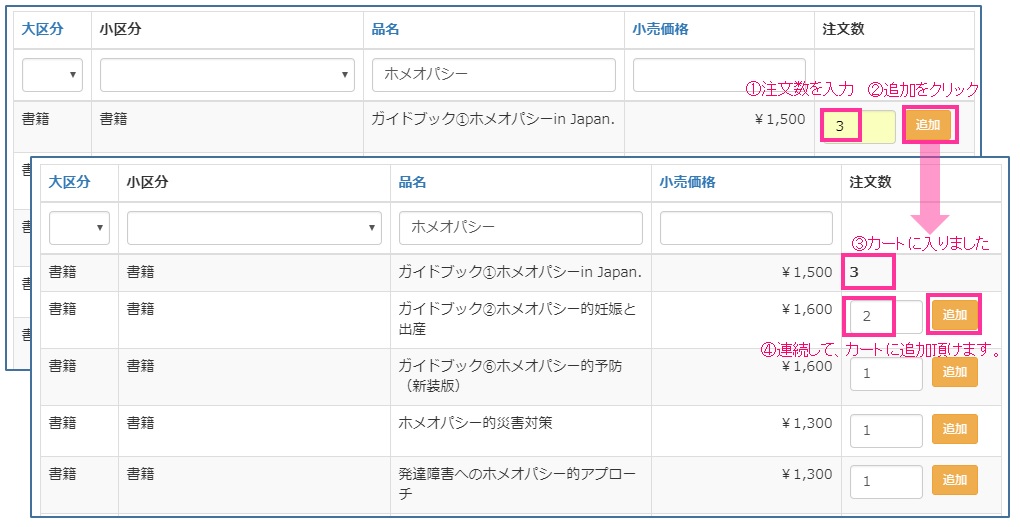 大区分 小区分 品名 小売価格 注文数
ホメオパシー
①注文数を入力 ②追加をクリック
書籍 書籍 ガイドブック①ホメオパシーin Japan. ¥1,500 3 追加
大区分 小区分 品名 小売価格 注文数
ホメオパシー
③カートに入りました
書籍 書籍 ガイドブック①ホメオパシーin Japan. ¥1,500 3
書籍 書籍 ガイドブック②ホメオパシー的妊娠と ¥1,600 2 追加
出産
④連続して、カートに追加頂けます。
書籍 書籍 ガイドブック⑥ホメオパシー的予防 ¥1,600 1 追加
（新装版）
書籍 書籍 ホメオパシー的災害対策 ¥1,300 1 追加
書籍 書籍 発達障害へのホメオパシー的アプロー ¥1,300 1 追加
チ